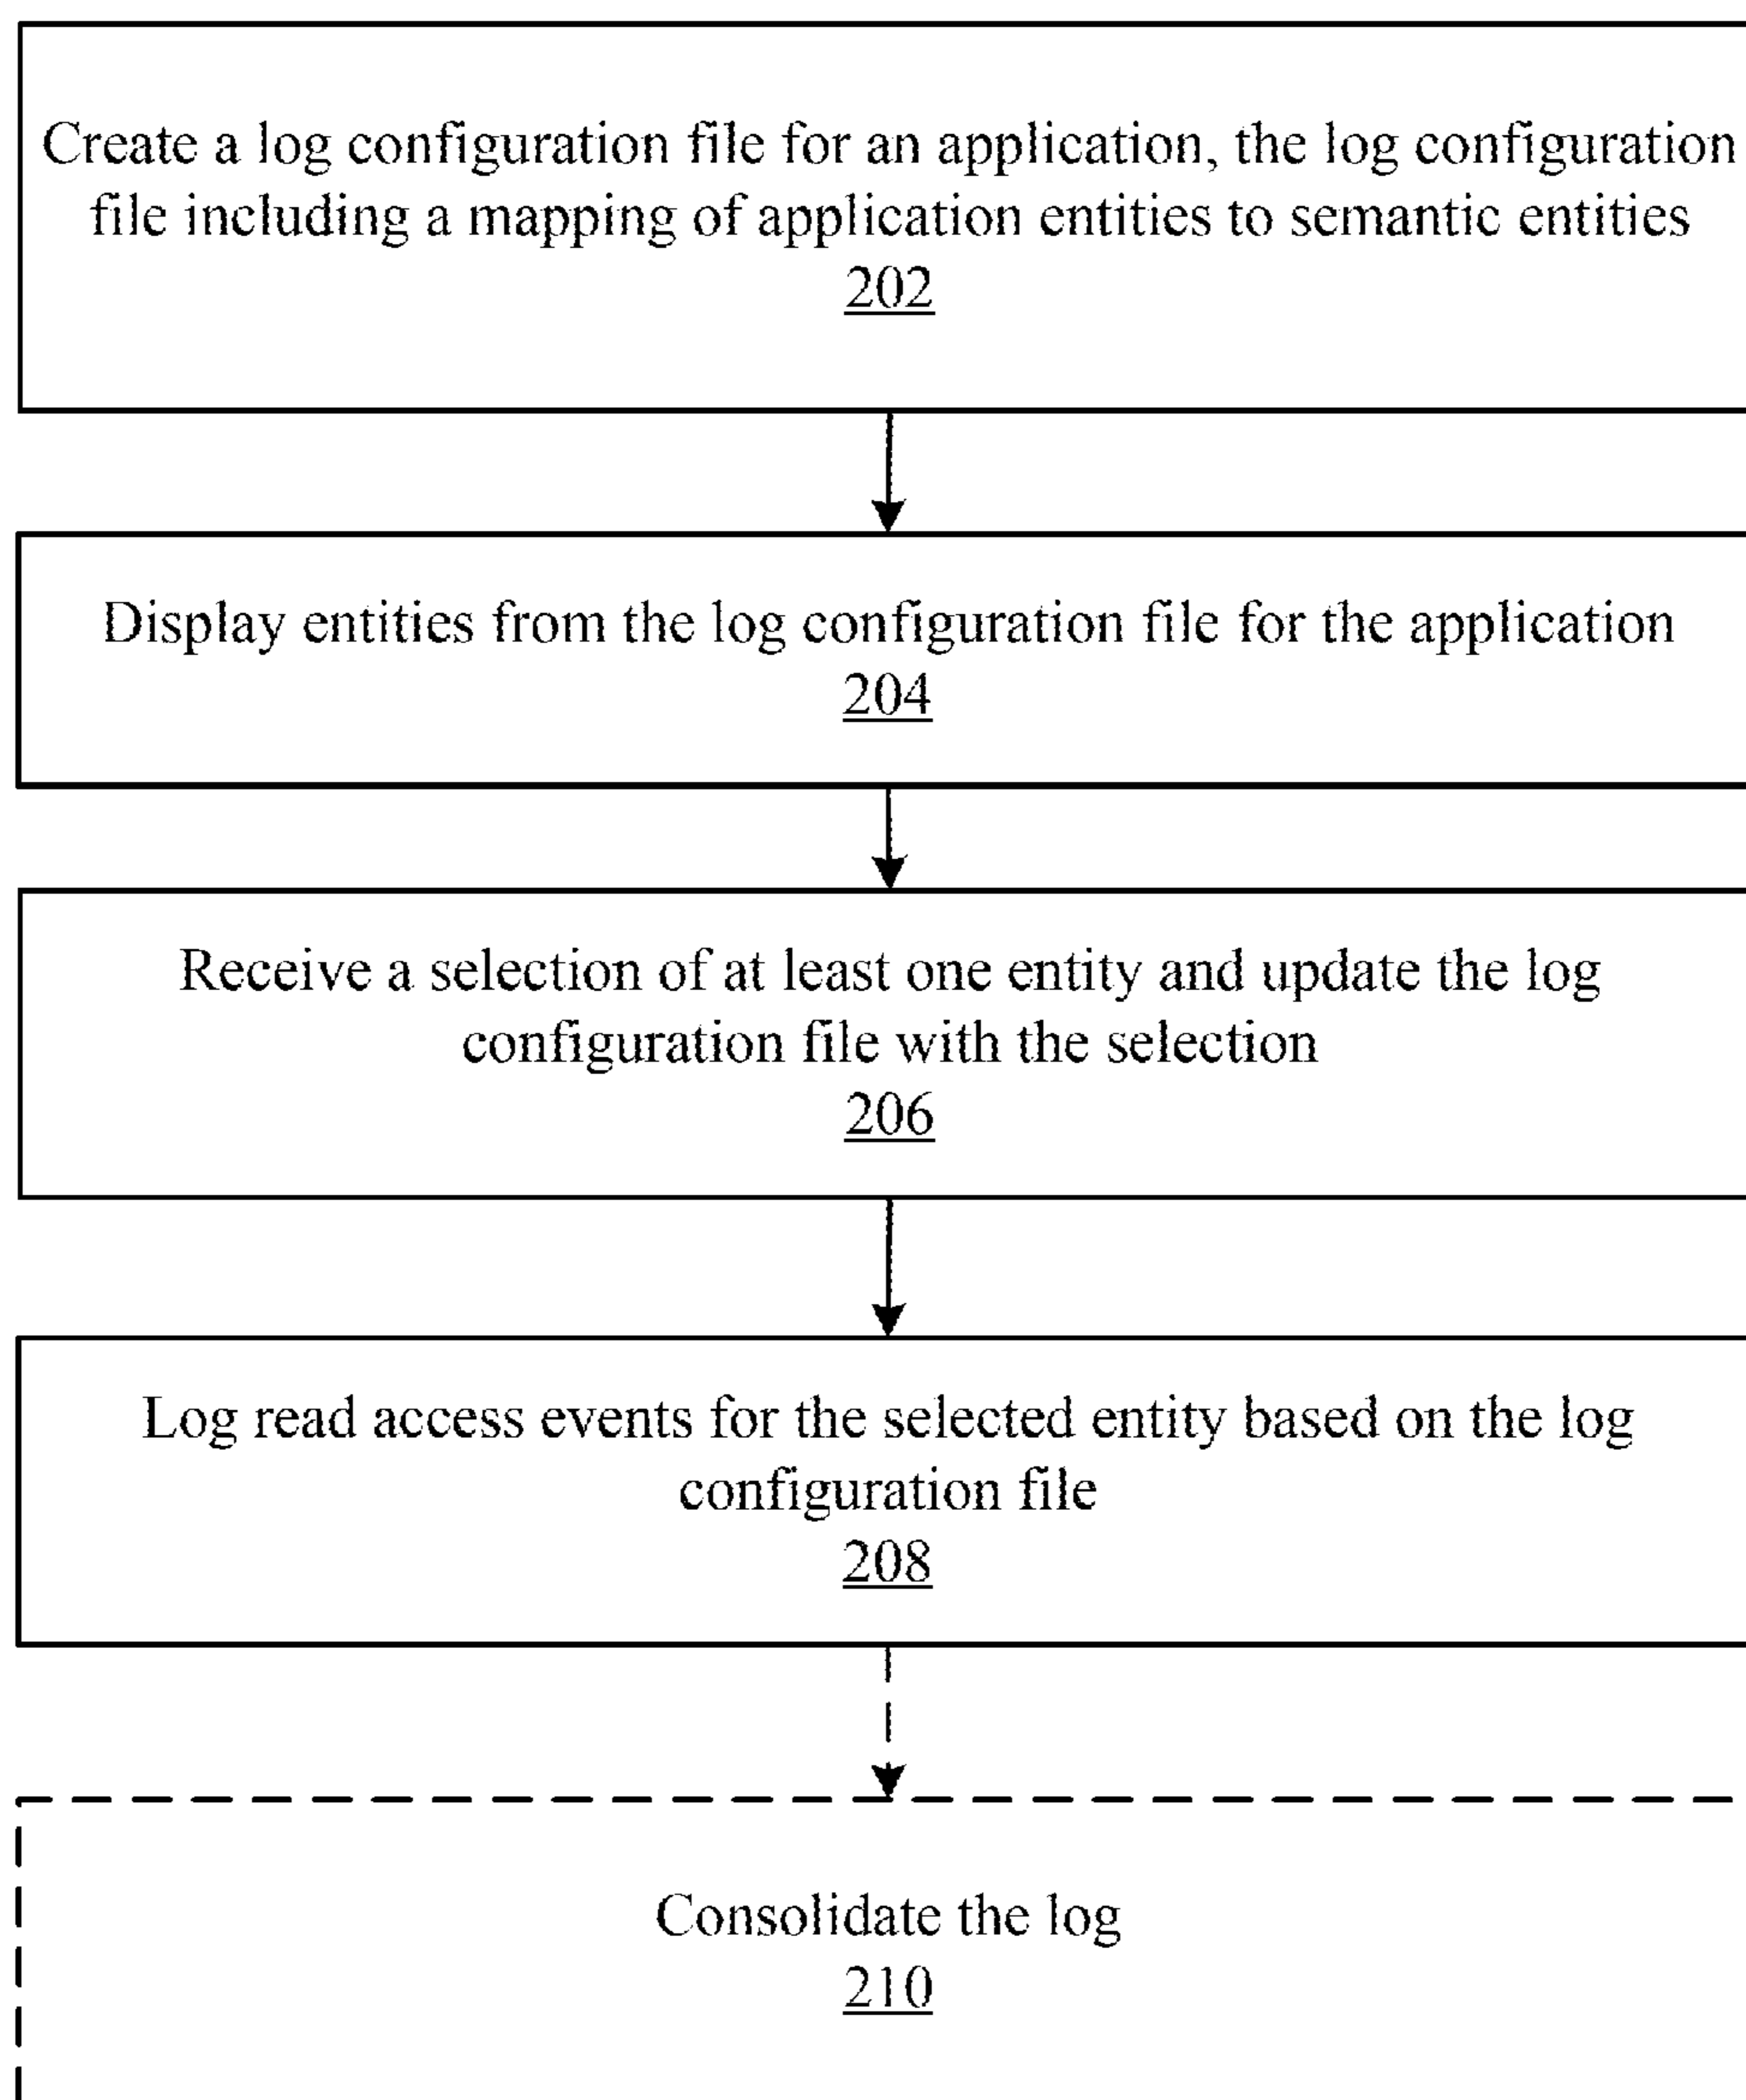 Create a log configuration file for an application, the log configuration
file including a mapping of application entities to semantic entities
202
Display entities from the log configuration file for the application
204
Receive a selection of at least one entity and update the log
configuration file with the selection
206
Log read access events for the selected entity based on the log
configuration file
208
Consolidate the log
210